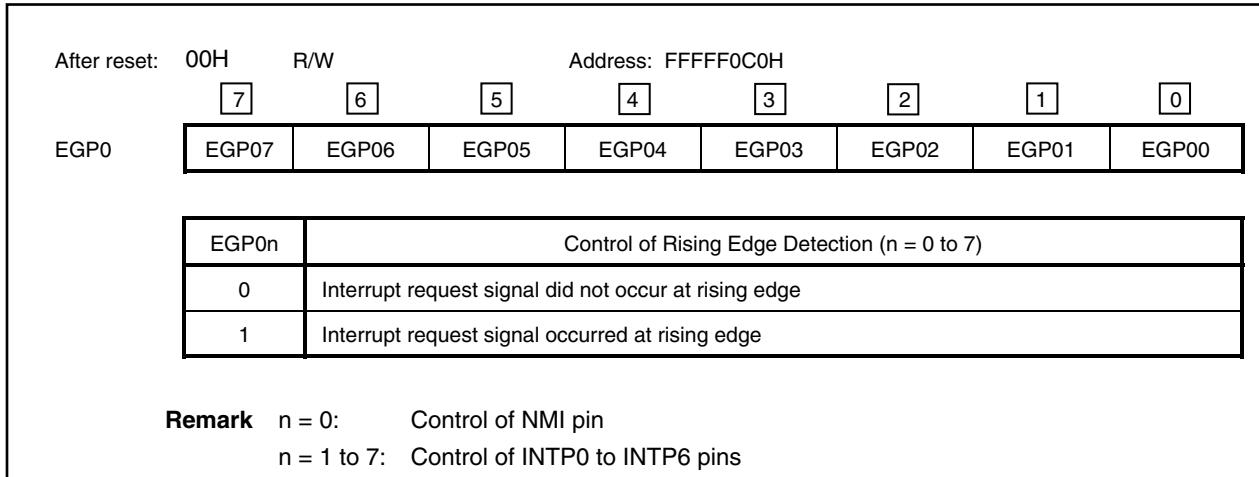 After reset: 00H R/W Address: FFFFF0C0H
7 6 5 4 3 2 1 0
EGP0 EGP07 EGP06 EGP05 EGP04 EGP03 EGP02 EGP01 EGP00
EGP0n Control of Rising Edge Detection (n = 0 to 7)
0 Interrupt request signal did not occur at rising edge
1 Interrupt request signal occurred at rising edge
Remark n = 0: Control of NMI pin
n = 1 to 7: Control of INTP0 to INTP6 pins